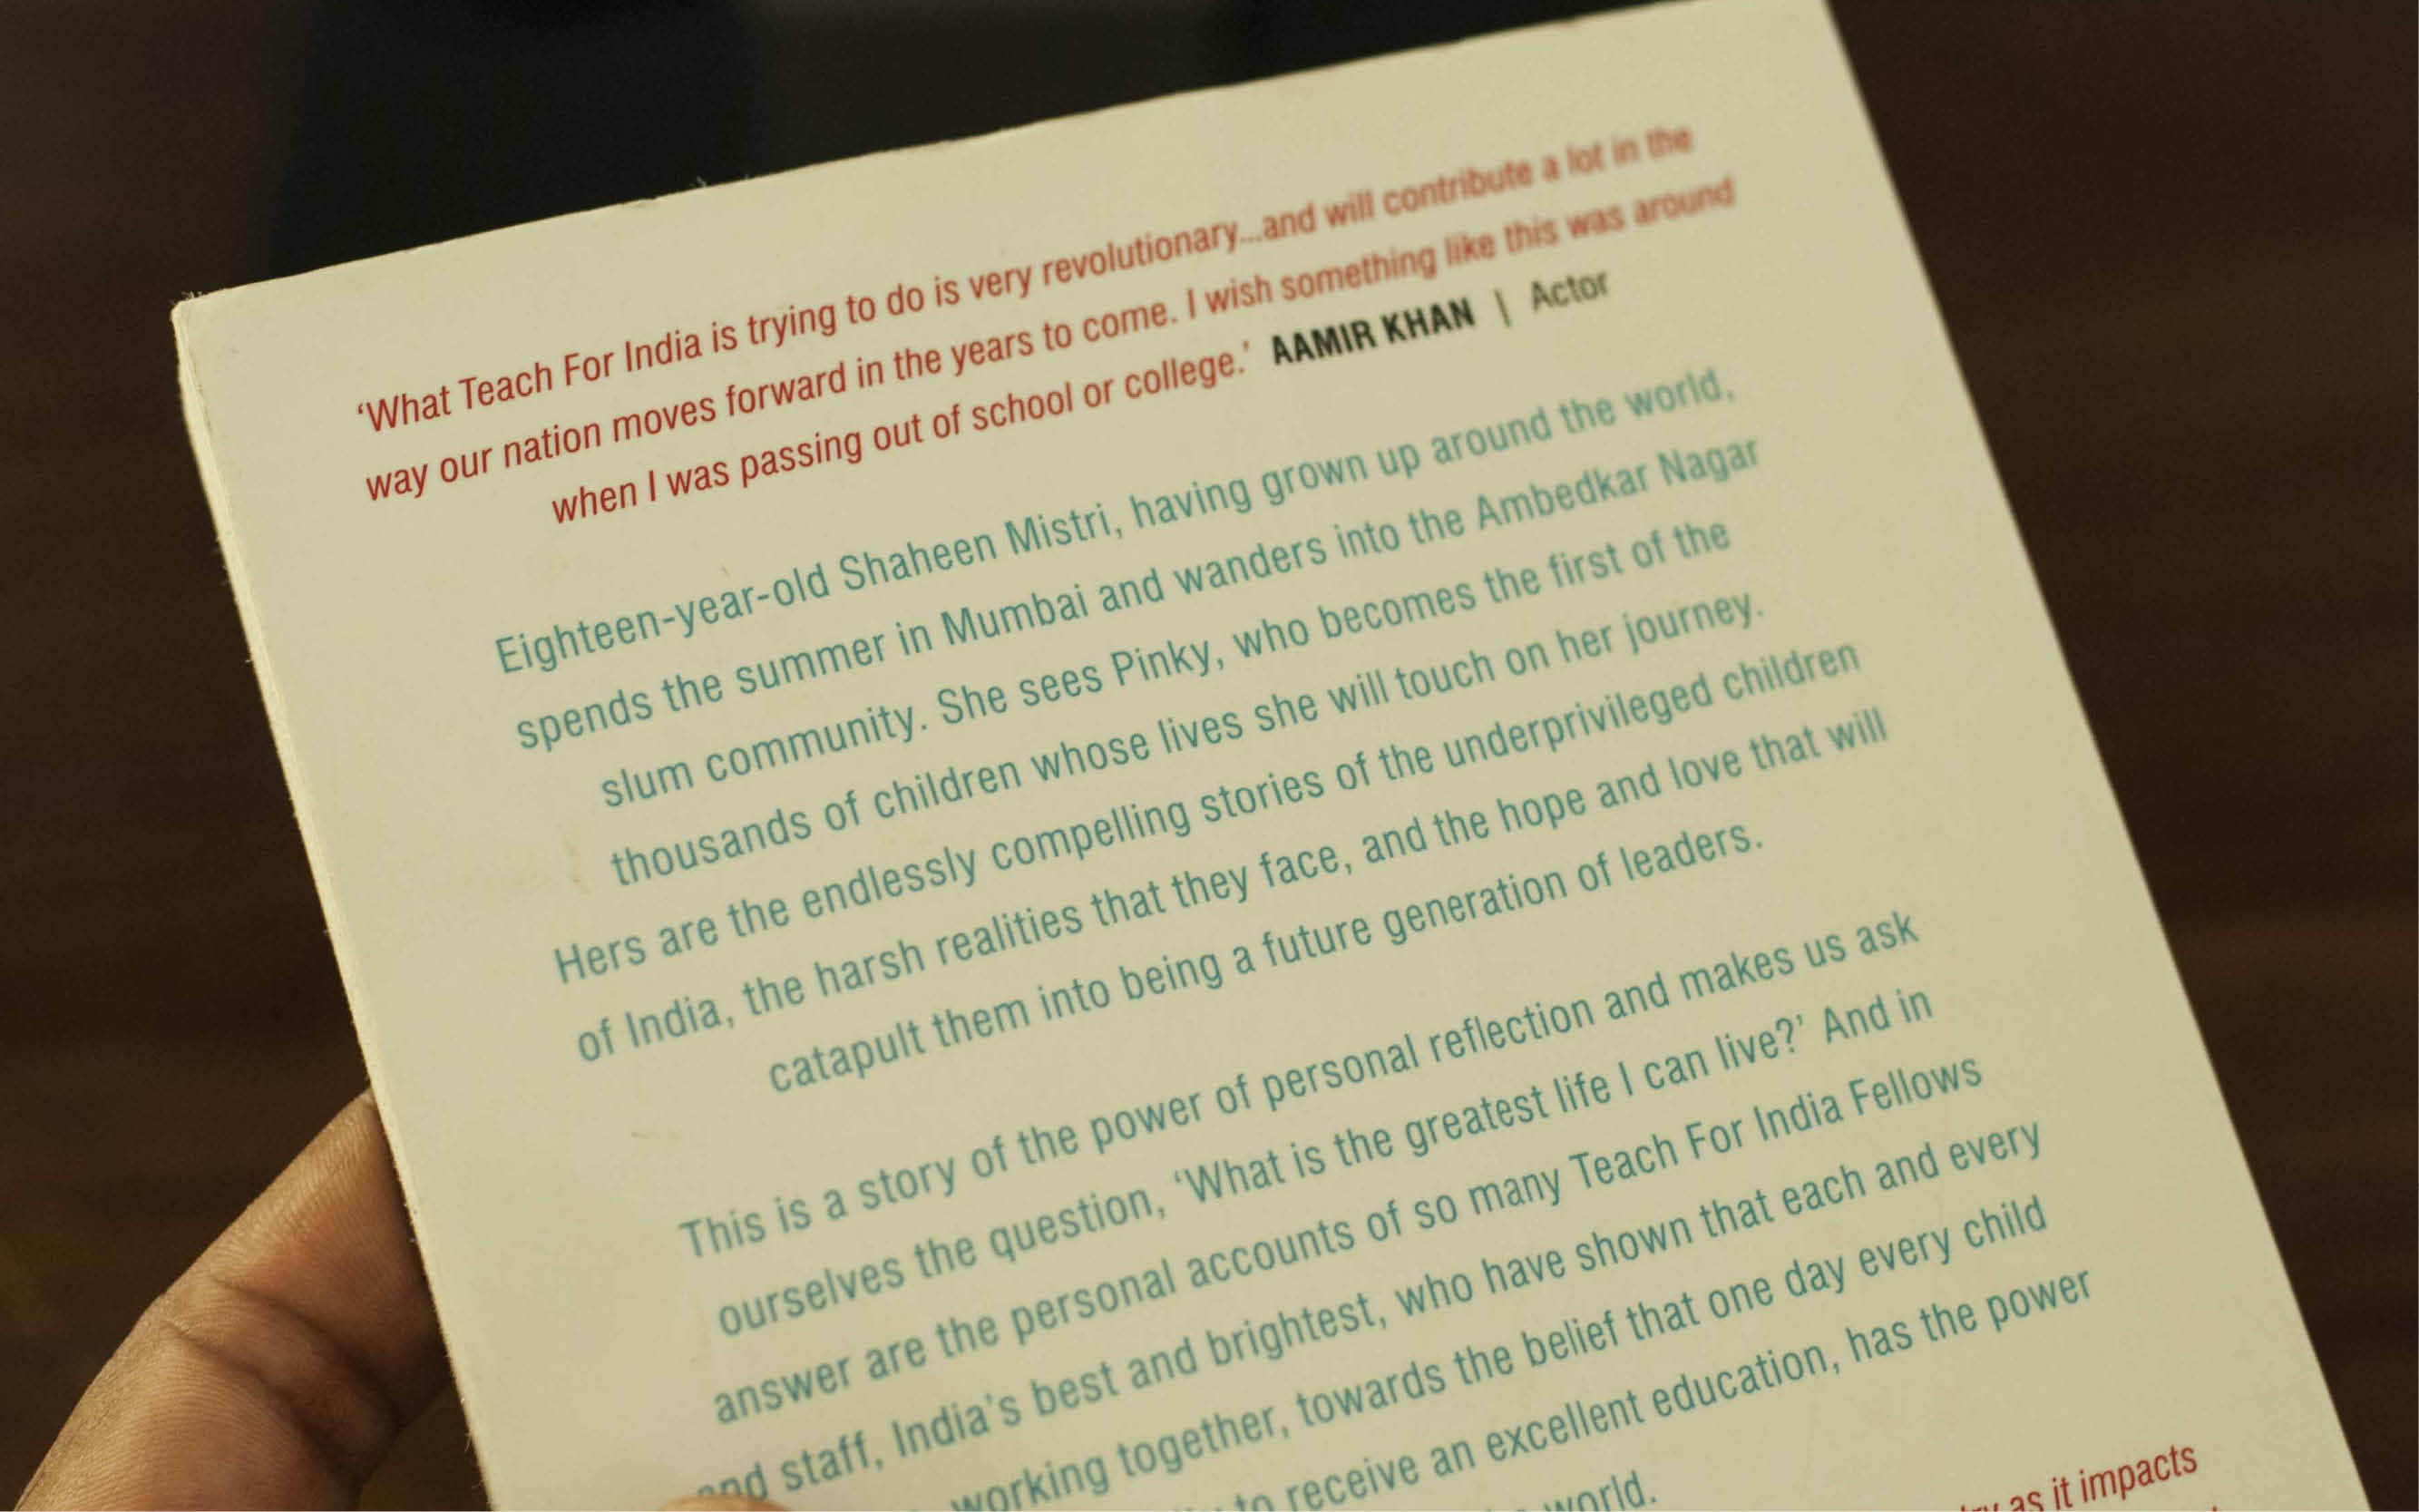 ‘What Teach For India is trying to do is very revolutionary...and will contribute a lot in the
way our nation moves forward in the years to come. I wish something like this was around
when I was passing out of school or college.’ AAMIR KHAN | Actor
Eighteen-year-old Shaheen Mistri, having grown up around the world,
spends the summer in Mumbai and wanders into the Ambedkar Nagar
slum community. She sees Pinky, who becomes the first of the
thousands of children whose lives she will touch on her journey.
Hers are the endlessly compelling stories of the underprivileged children
of India, the harsh realities that they face, and the hope and love that will
catapult them into being a future generation of leaders.
This is a story of the power of personal reflection and makes us ask
ourselves the question, ‘What is the greatest life I can live?’ And in
answer are the personal accounts of so many Teach For India Fellows
and staff, India’s best and brightest, who have shown that each and every
working together, towards the belief that one day every child
to receive an excellent education, has the power
world.
as it impacts